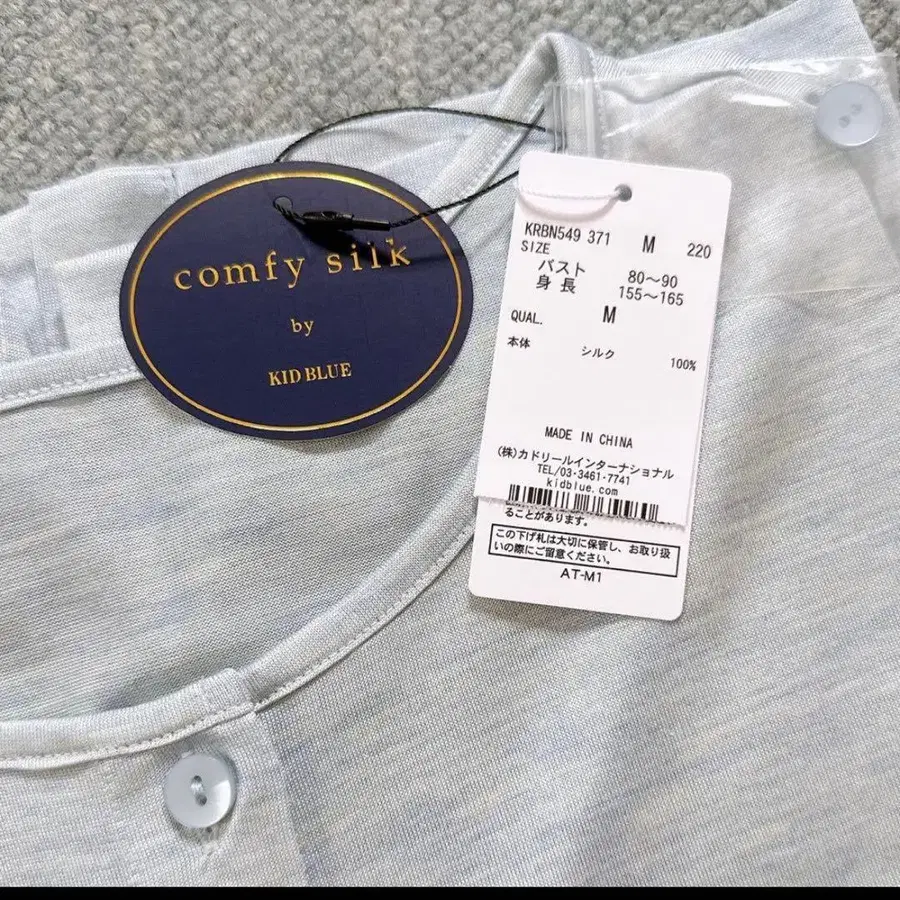 comfy silk
by
KID BLUE
KRBN549 371 M 220
SIZE
バスト 80〜90
身長 155〜165
M
QUAL.
本体 シルク 100%
MADE IN CHINA
(株)カドリールインターナショナル
TEL/03-3461-7741
kidblue.com
ることがあります。
この下げ札は大切に保管し、お取り扱
いの際にご留意ください。
AT-M1